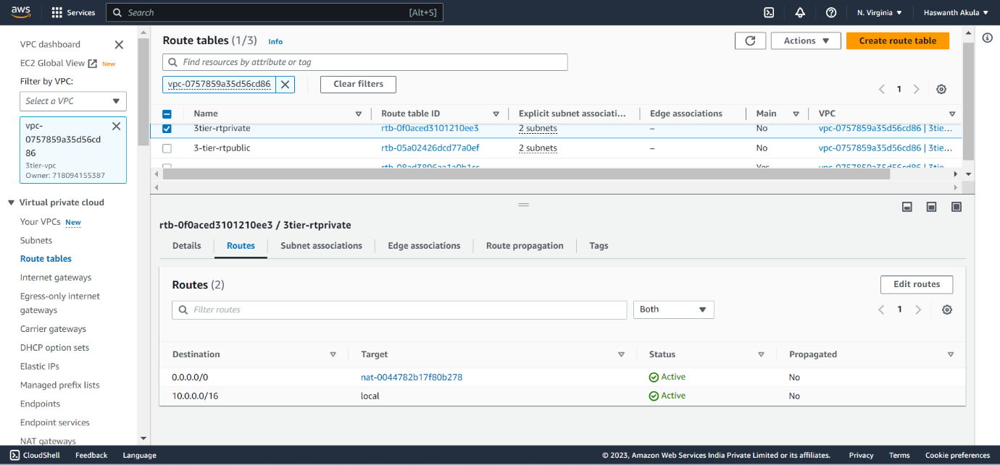 aws
Services
Search
[Alt+S]
N. Virginia
Haswanth Akula
VPC dashboard
EC2 Global View New
Filter by VPC:
Select a VPC
vpc-
0757859a35d56cd
86
3tier-vpc
Owner: 718094155387
Virtual private cloud
Your VPCs New
Subnets
Route tables
Internet gateways
Egress-only internet
gateways
Carrier gateways
DHCP option sets
Elastic IPs
Managed prefix lists
Endpoints
Endpoint services
NAT gateways
Route tables (1/3) Info
Actions
Create route table
Find resources by attribute or tag
vpc-0757859a35d56cd86
Clear filters
1
Name Route table ID Explicit subnet associati... Edge associations Main VPC
3tier-rtprivate rtb-0f0aced3101210ee3 2 subnets – No vpc-0757859a35d56cd86 | 3tie...
3-tier-rtpublic rtb-05a02426dcd77a0ef 2 subnets – No vpc-0757859a35d56cd86 | 3tie...
Yes vpc-0757859a35d56cd86 | 3tie...
rtb-0f0aced3101210ee3 / 3tier-rtprivate
Details Routes Subnet associations Edge associations Route propagation Tags
Routes (2)
Edit routes
Filter routes
Both
1
Destination Target Status Propagated
0.0.0.0/0 nat-0044782b17f80b278 Active No
10.0.0.0/16 local Active No
CloudShell Feedback Language
© 2023, Amazon Web Services India Private Limited or its affiliates. Privacy Terms Cookie preferences